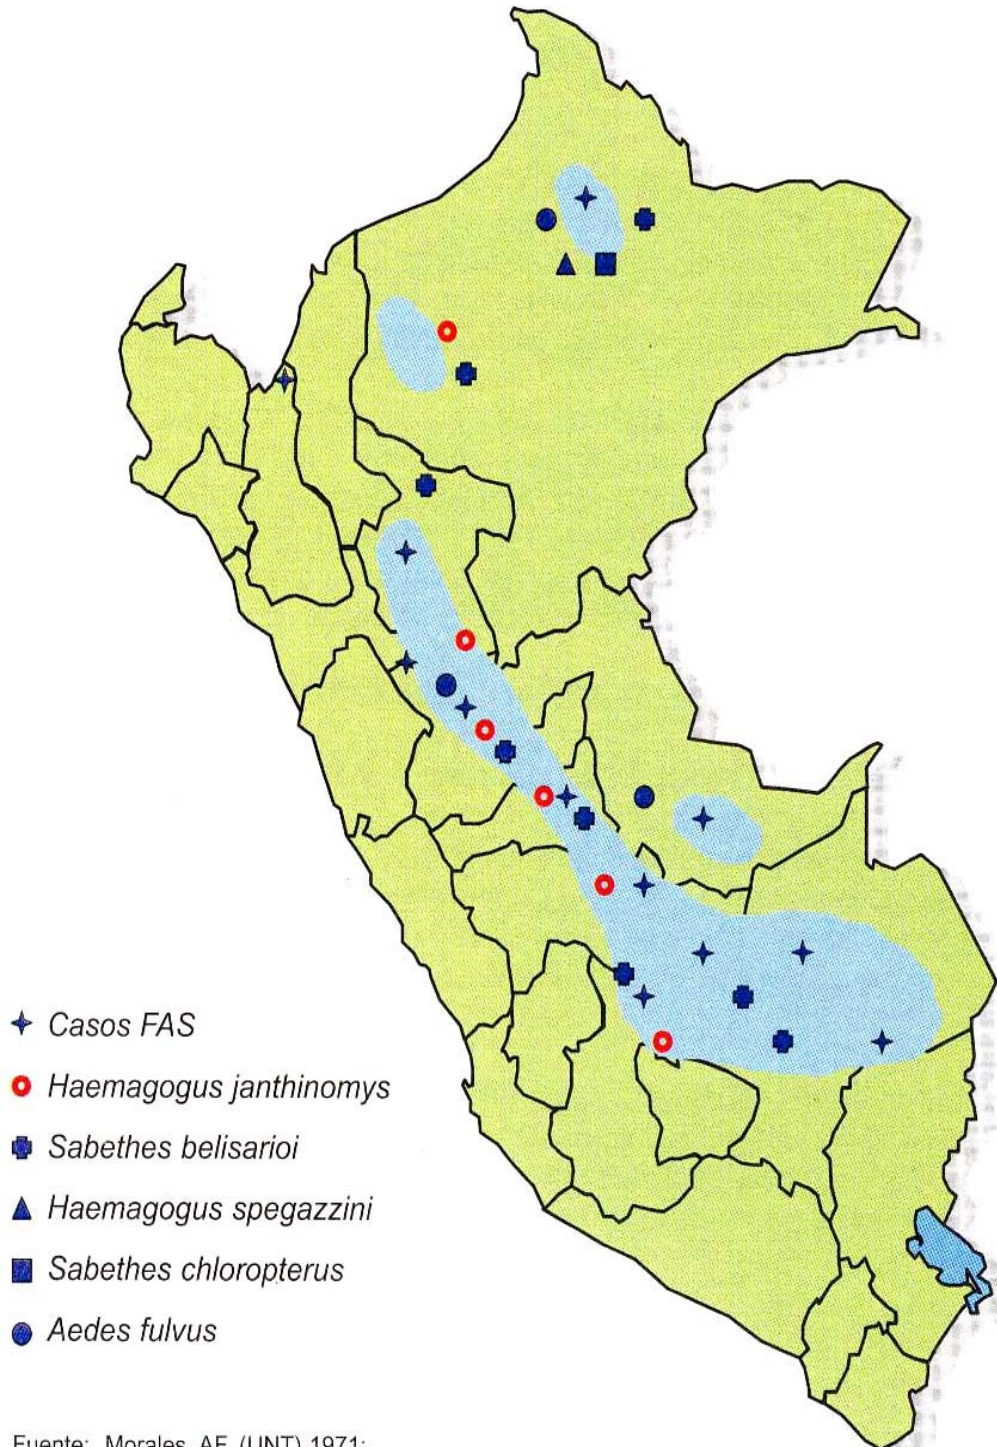 Casos FAS
Haemagogus janthinomys
Sabethes belisarioi
Haemagogus spegazzini
Sabethes chloropterus
Aedes fulvus
Fuente: Morales, AF (UNT) 1971;